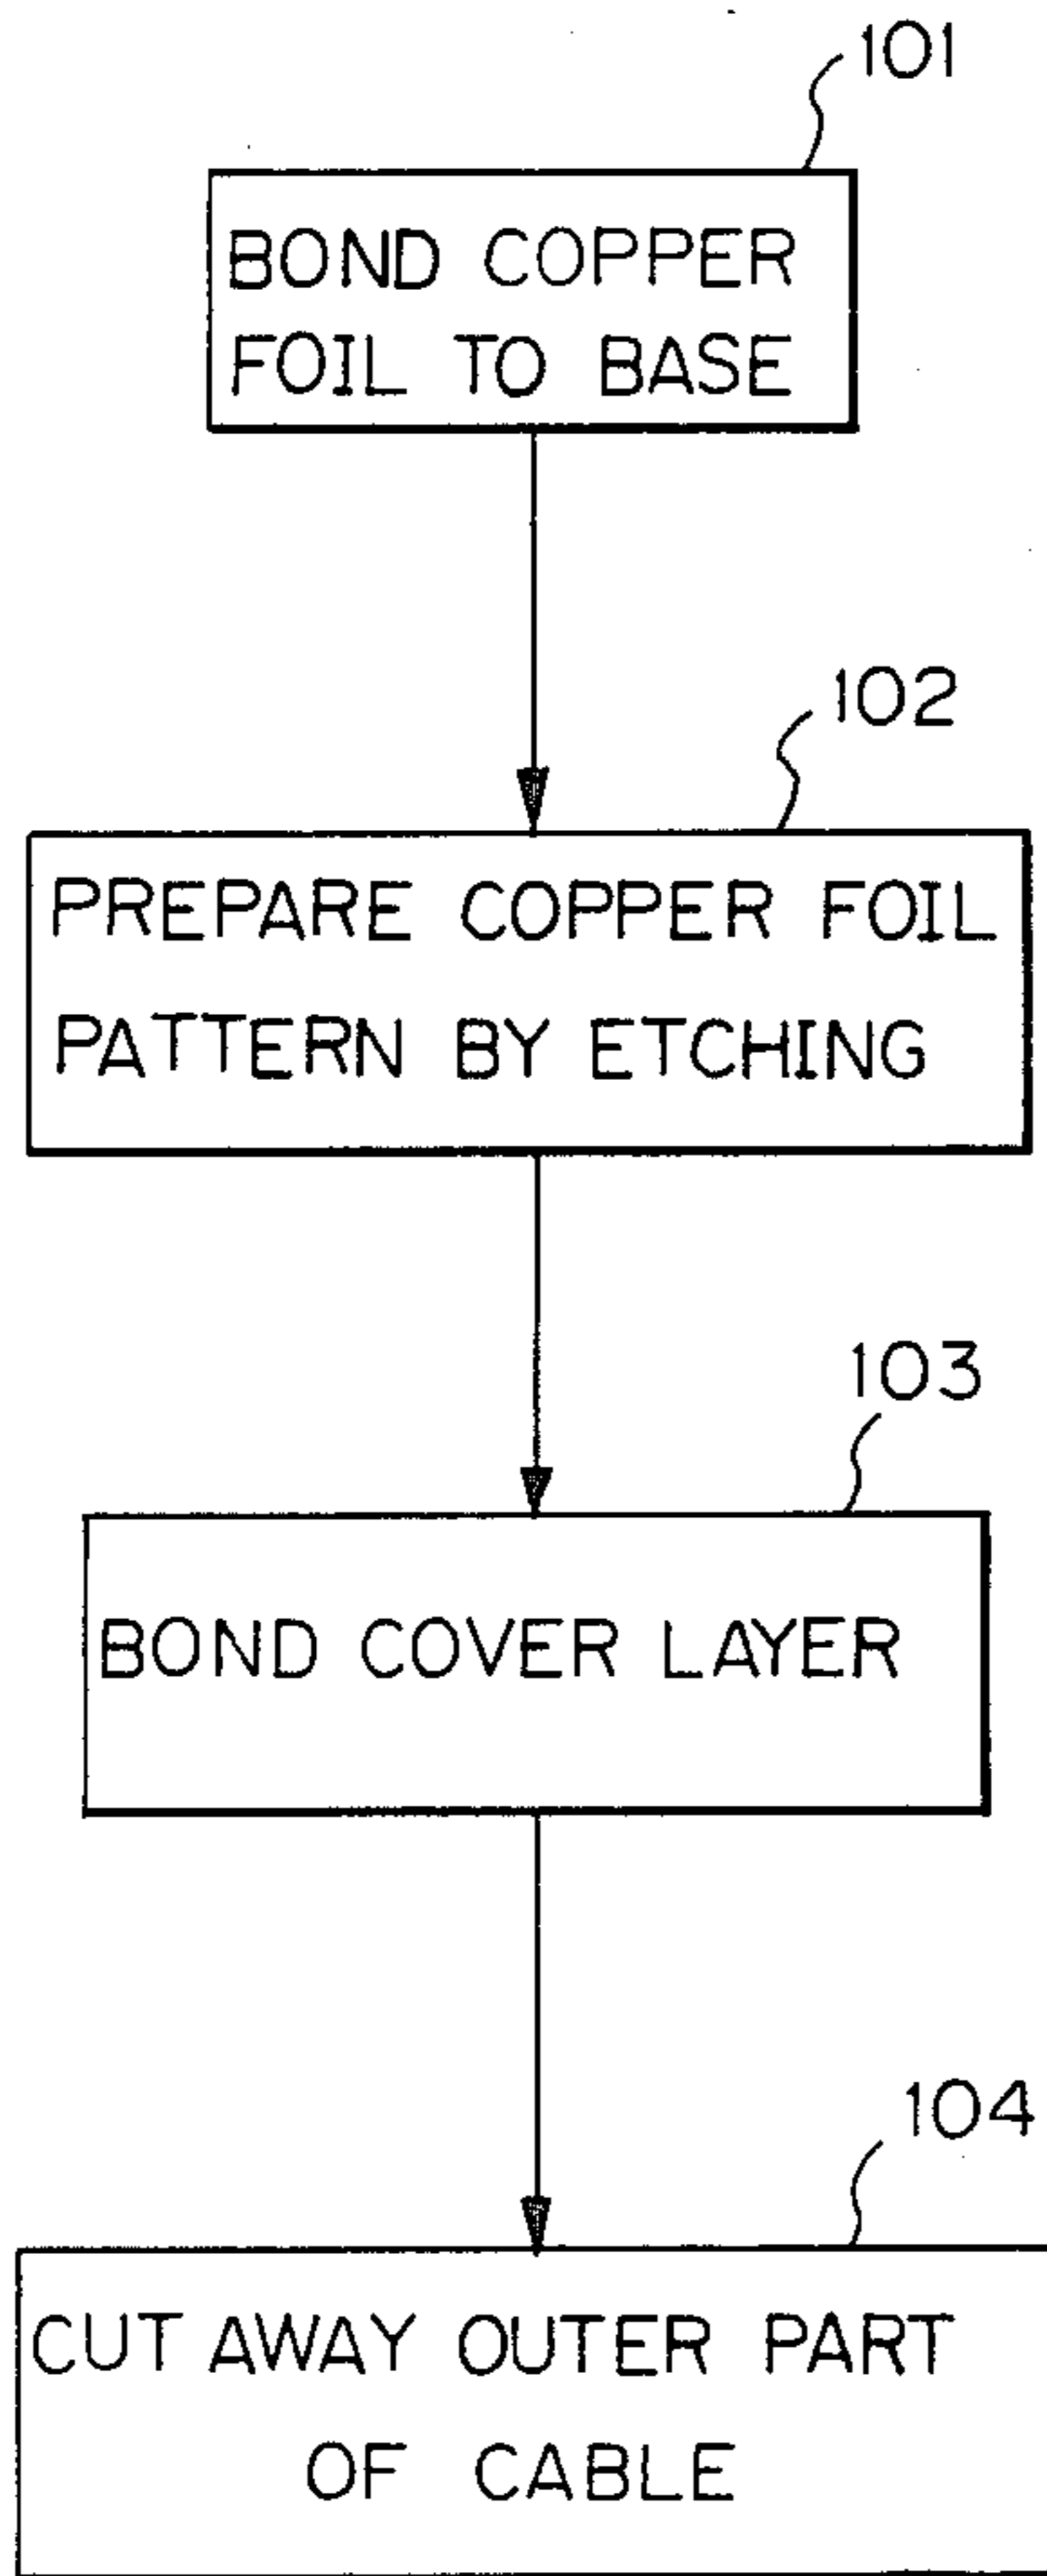 101
BOND COPPER
FOIL TO BASE
102
PREPARE COPPER FOIL
PATTERN BY ETCHING
103
BOND COVER LAYER
104
CUT AWAY OUTER PART
OF CABLE